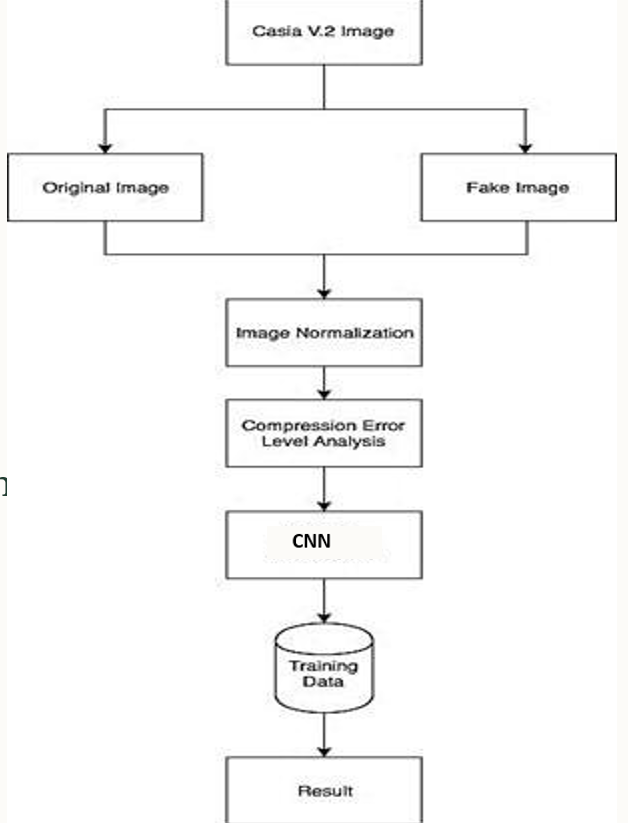 Casia V.2 Image
Original Image
Fake Image
Image Normalization
Compression Error
Level Analysis
CNN
Training
Data
Result